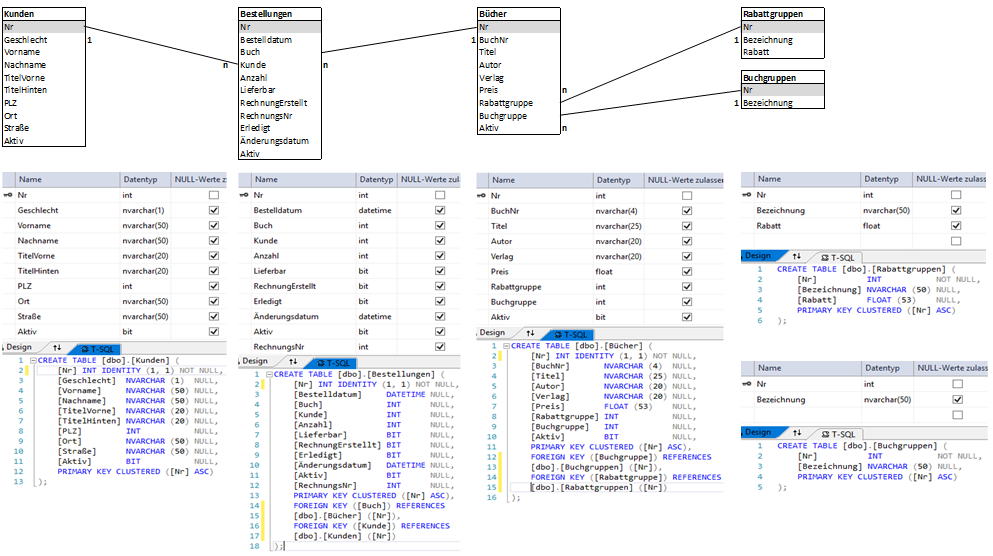 Kunden
Nr
Geschlecht
Vorname
Nachname
TitelVorne
TitelHinten
PLZ
Ort
Straße
Aktiv
1
n
Bestellungen
Nr
Bestelldatum
Buch
Kunde
Anzahl
Lieferbar
RechnungErstellt
RechnungsNr
Erledigt
Änderungsdatum
Aktiv
n
1
Bücher
Nr
BuchNr
Titel
Autor
Verlag
Preis
Rabattgruppe
Buchgruppe
Aktiv
n
n
1
Rabattgruppen
Nr
Bezeichnung
Rabatt
1
Buchgruppen
Nr
Bezeichnung
Name Datentyp NULL-Werte z
Nr int
Geschlecht nvarchar(1)
Vorname nvarchar(50)
Nachname nvarchar(50)
TitelVorne nvarchar(20)
TitelHinten nvarchar(20)
PLZ int
Ort nvarchar(50)
Straße nvarchar(50)
Aktiv bit
Design T-SQL
1 CREATE TABLE [dbo].[Kunden] (
2 [Nr] INT IDENTITY (1, 1) NOT NULL,
3 [Geschlecht] NVARCHAR (1) NULL,
4 [Vorname] NVARCHAR (50) NULL,
5 [Nachname] NVARCHAR (50) NULL,
6 [TitelVorne] NVARCHAR (20) NULL,
7 [TitelHinten] NVARCHAR (20) NULL,
8 [PLZ] INT NULL,
9 [Ort] NVARCHAR (50) NULL,
10 [Straße] NVARCHAR (50) NULL,
11 [Aktiv] BIT NULL,
12 PRIMARY KEY CLUSTERED ([Nr] ASC)
13 );
Name Datentyp NULL-Werte zul
Nr int
Bestelldatum datetime
Buch int
Kunde int
Anzahl int
Lieferbar bit
RechnungErstellt bit
Erledigt bit
Änderungsdatum datetime
Aktiv bit
RechnungsNr int
Design T-SQL
1 CREATE TABLE [dbo].[Bestellungen] (
2 [Nr] INT IDENTITY (1, 1) NOT NULL,
3 [Bestelldatum] DATETIME NULL,
4 [Buch] INT NULL,
5 [Kunde] INT NULL,
6 [Anzahl] INT NULL,
7 [Lieferbar] BIT NULL,
8 [RechnungErstellt] BIT NULL,
9 [Erledigt] BIT NULL,
10 [Änderungsdatum] DATETIME NULL,
11 [Aktiv] BIT NULL,
12 [RechnungsNr] INT NULL,
13 PRIMARY KEY CLUSTERED ([Nr] ASC),
14 FOREIGN KEY ([Buch]) REFERENCES
15 [dbo].[Bücher] ([Nr]),
16 FOREIGN KEY ([Kunde]) REFERENCES
17 [dbo].[Kunden] ([Nr])
18 );
Name Datentyp NULL-Werte zulassen
Nr int
BuchNr nvarchar(4)
Titel nvarchar(25)
Autor nvarchar(20)
Verlag nvarchar(20)
Preis float
Rabattgruppe int
Buchgruppe int
Aktiv bit
Design T-SQL
1 CREATE TABLE [dbo].[Bücher] (
2 [Nr] INT IDENTITY (1, 1) NOT NULL,
3 [BuchNr] NVARCHAR (4) NULL,
4 [Titel] NVARCHAR (25) NULL,
5 [Autor] NVARCHAR (20) NULL,
6 [Verlag] NVARCHAR (20) NULL,
7 [Preis] FLOAT (53) NULL,
8 [Rabattgruppe] INT NULL,
9 [Buchgruppe] INT NULL,
10 [Aktiv] BIT NULL,
11 PRIMARY KEY CLUSTERED ([Nr] ASC),
12 FOREIGN KEY ([Buchgruppe]) REFERENCES
13 [dbo].[Buchgruppen] ([Nr]),
14 FOREIGN KEY ([Rabattgruppe]) REFERENCES
15 [dbo].[Rabattgruppen] ([Nr])
16 );
Name Datentyp NULL-Werte zulass
Nr int
Bezeichnung nvarchar(50)
Rabatt float
Design T-SQL
1 CREATE TABLE [dbo].[Rabattgruppen] (
2 [Nr] INT NOT NULL,
3 [Bezeichnung] NVARCHAR (50) NULL,
4 [Rabatt] FLOAT (53) NULL,
5 PRIMARY KEY CLUSTERED ([Nr] ASC)
6 );
Name Datentyp NULL-Werte zulasse
Nr int
Bezeichnung nvarchar(50)
Design T-SQL
1 CREATE TABLE [dbo].[Buchgruppen] (
2 [Nr] INT NOT NULL,
3 [Bezeichnung] NVARCHAR (50) NULL,
4 PRIMARY KEY CLUSTERED ([Nr] ASC)
5 );